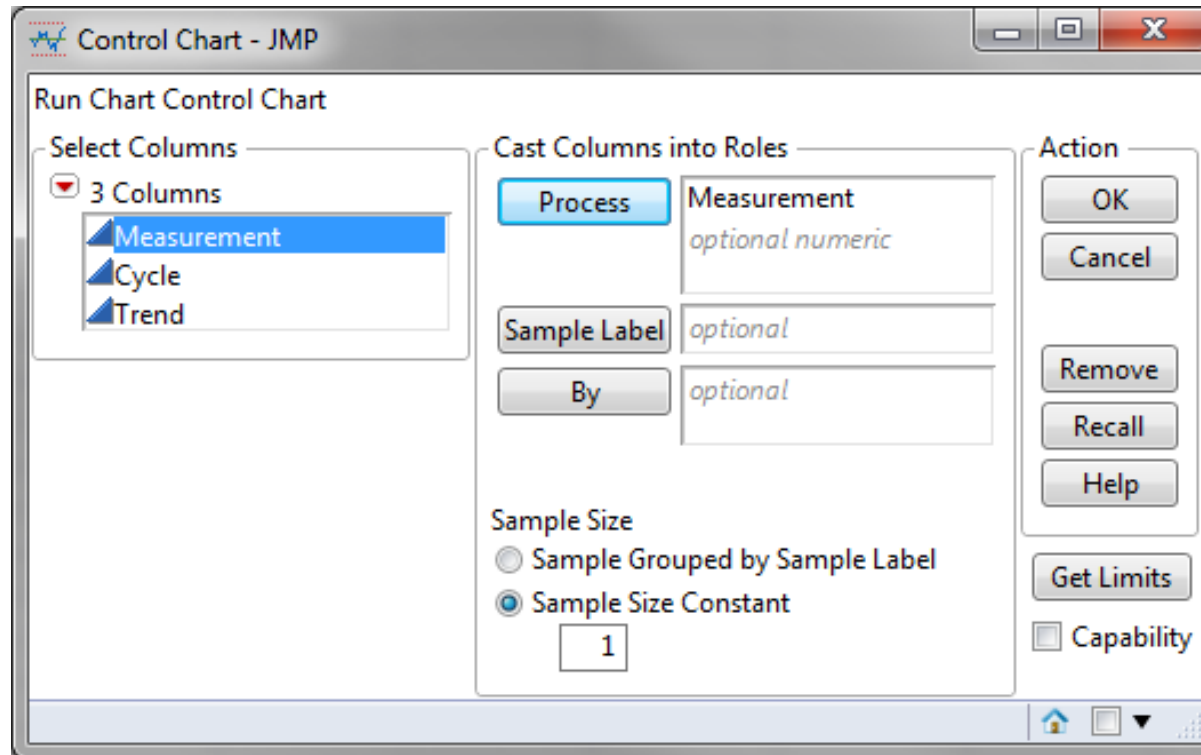 Control Chart - JMP
Run Chart Control Chart
Select Columns
3 Columns
Measurement
Cycle
Trend
Cast Columns into Roles
Process
Measurement
optional numeric
Sample Label
optional
By
optional
Sample Size
Sample Grouped by Sample Label
Sample Size Constant
1
Action
OK
Cancel
Remove
Recall
Help
Get Limits
Capability